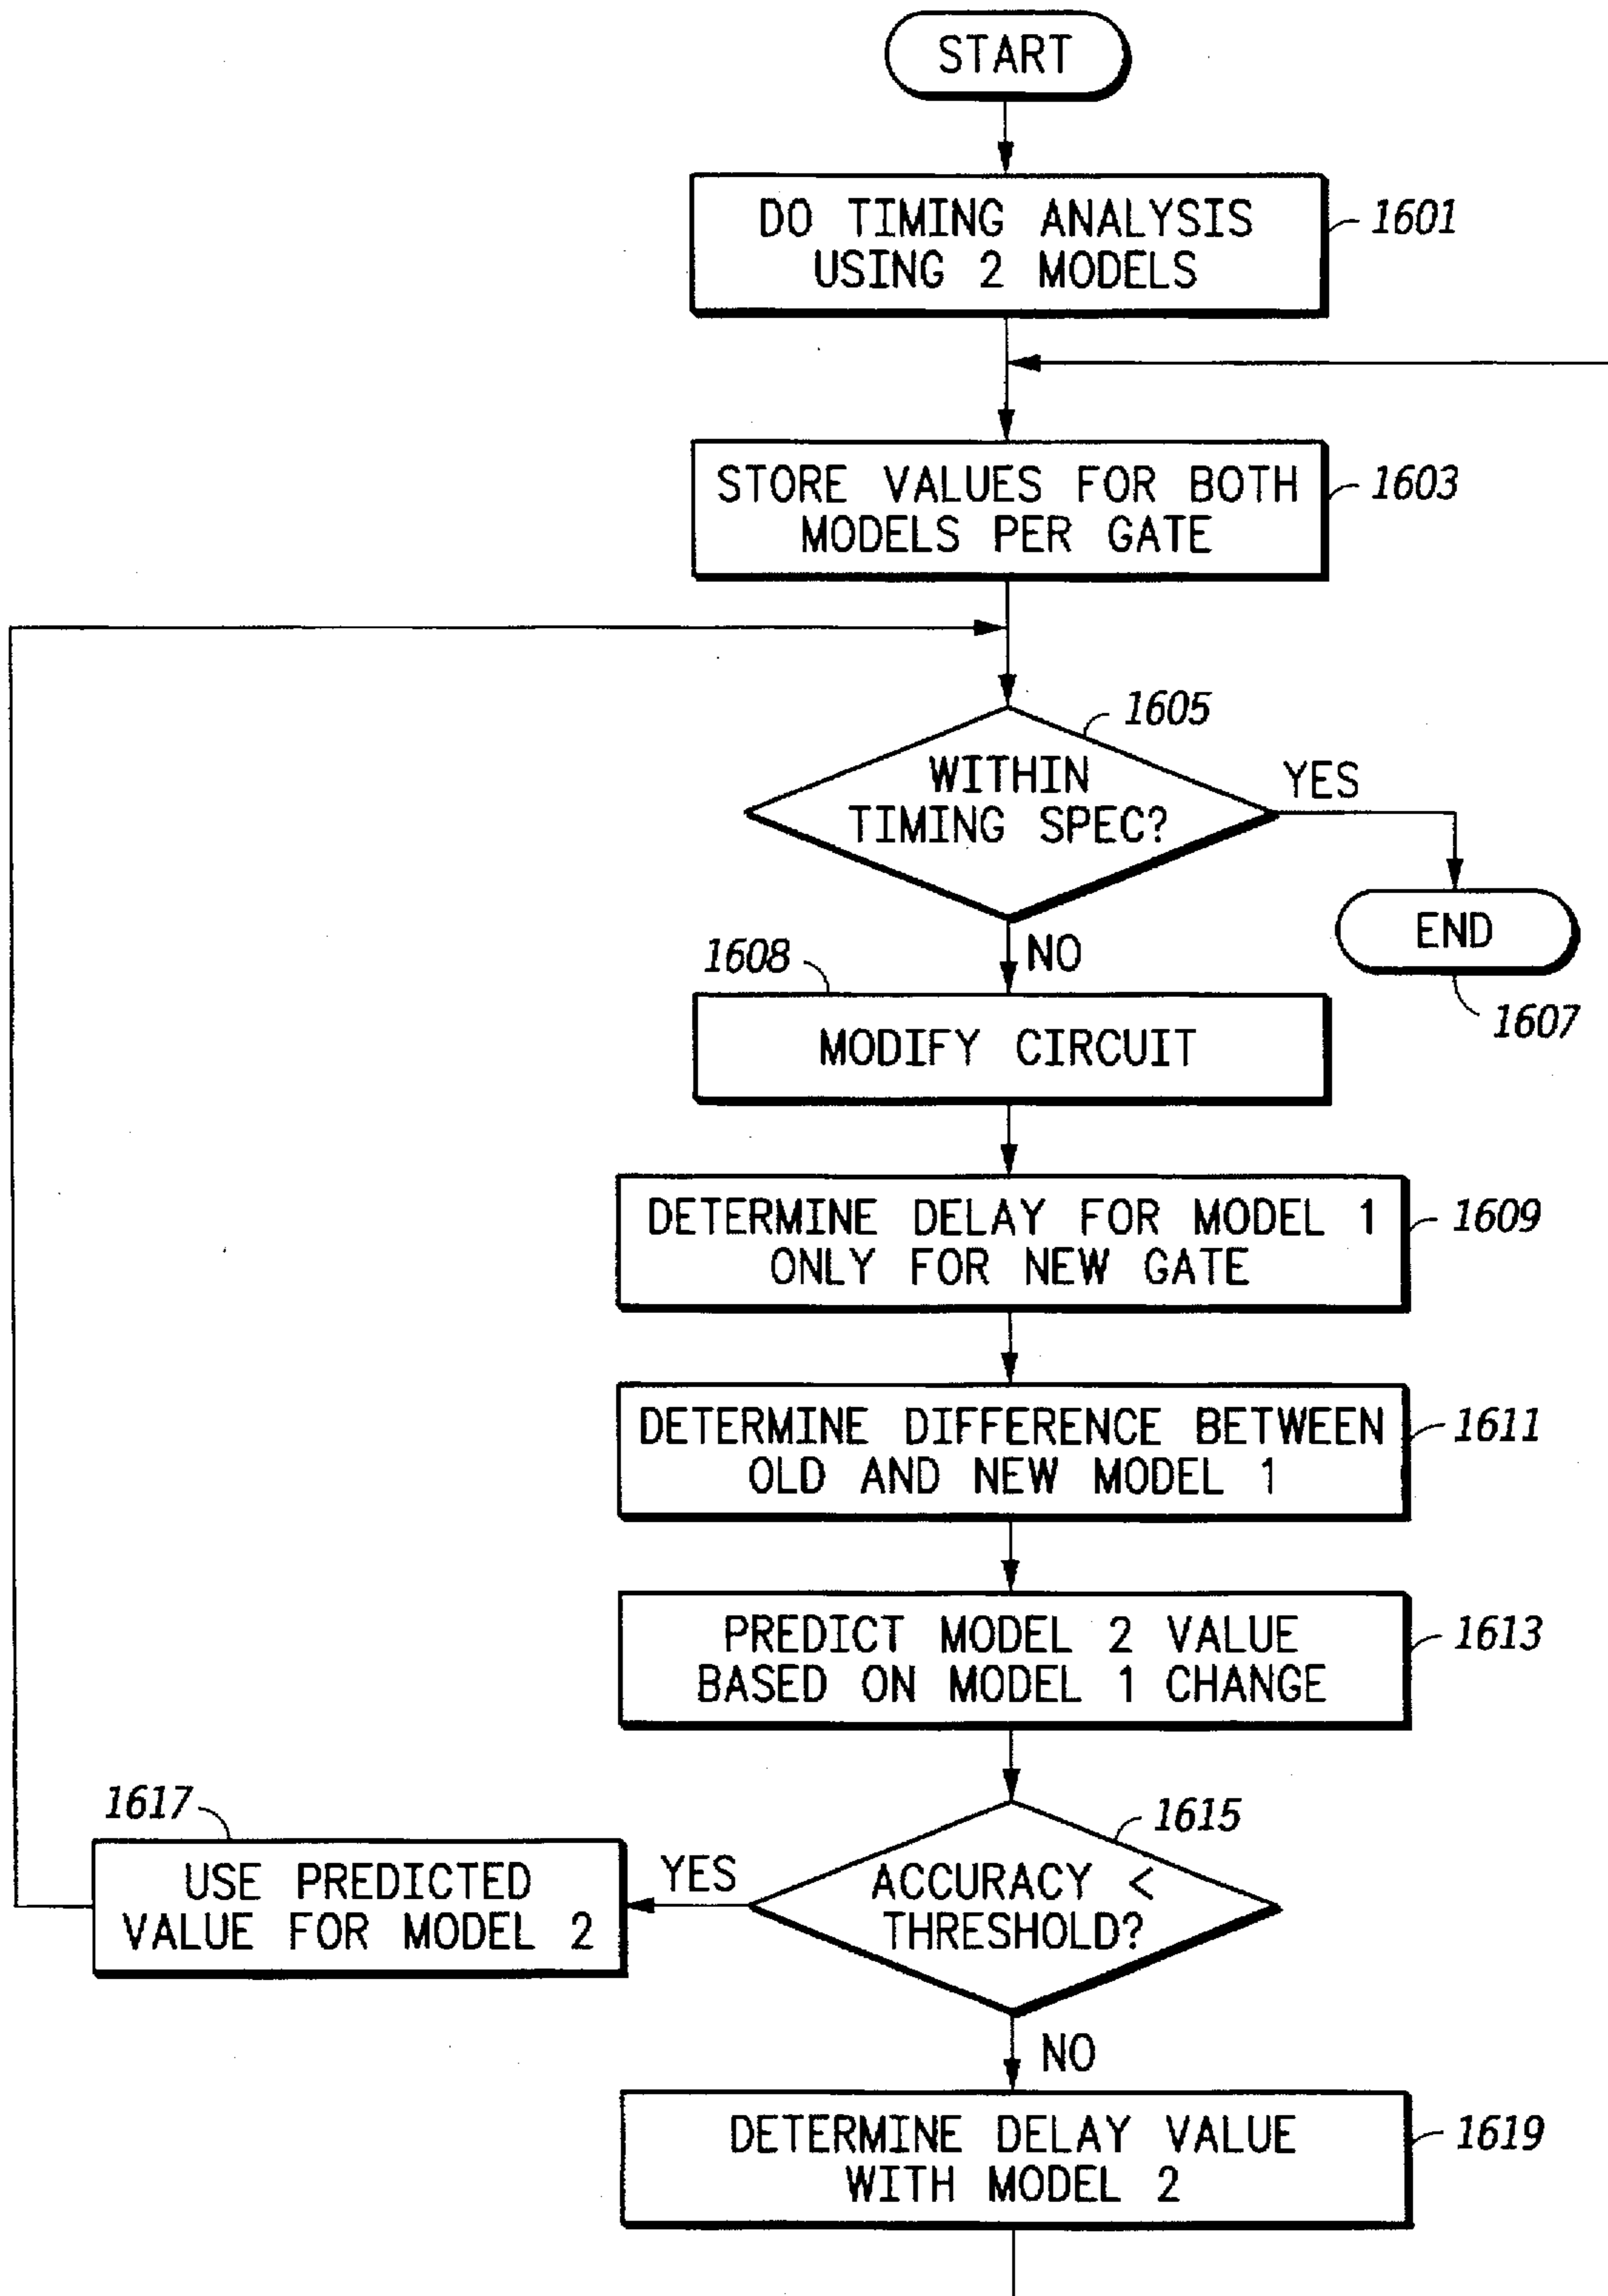 START
DO TIMING ANALYSIS
USING 2 MODELS
1601
STORE VALUES FOR BOTH
MODELS PER GATE
1603
1605
WITHIN
TIMING SPEC?
YES
END
1607
NO
1608
MODIFY CIRCUIT
DETERMINE DELAY FOR MODEL 1
ONLY FOR NEW GATE
1609
DETERMINE DIFFERENCE BETWEEN
OLD AND NEW MODEL 1
1611
PREDICT MODEL 2 VALUE
BASED ON MODEL 1 CHANGE
1613
1615
ACCURACY <
THRESHOLD?
YES
1617
USE PREDICTED
VALUE FOR MODEL 2
NO
DETERMINE DELAY VALUE
WITH MODEL 2
1619